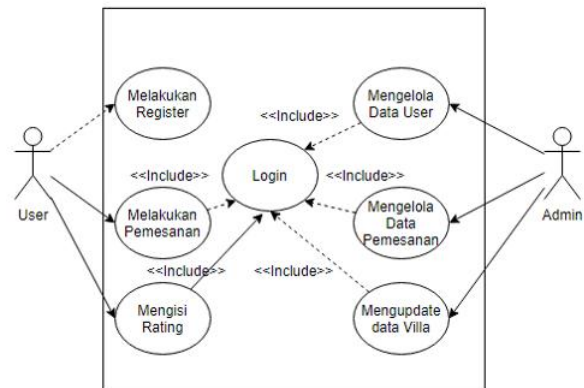 Melakukan
Register
Mengelola
Data User
<<Include>>
User
<<Include>>
Login
<<Include>>
Admin
Melakukan
Pemesanan
Mengelola
Data
Pemesanan
<<Include>>
<<Include>>
Mengisi
Rating
Mengupdate
data Villa